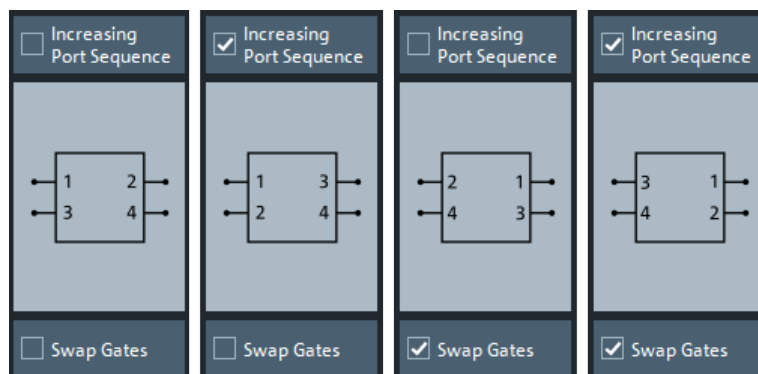 Increasing
Port Sequence
1 2
3 4
Swap Gates
Increasing
Port Sequence
1 3
2 4
Swap Gates
Increasing
Port Sequence
2 1
4 3
Swap Gates
Increasing
Port Sequence
3 1
4 2
Swap Gates